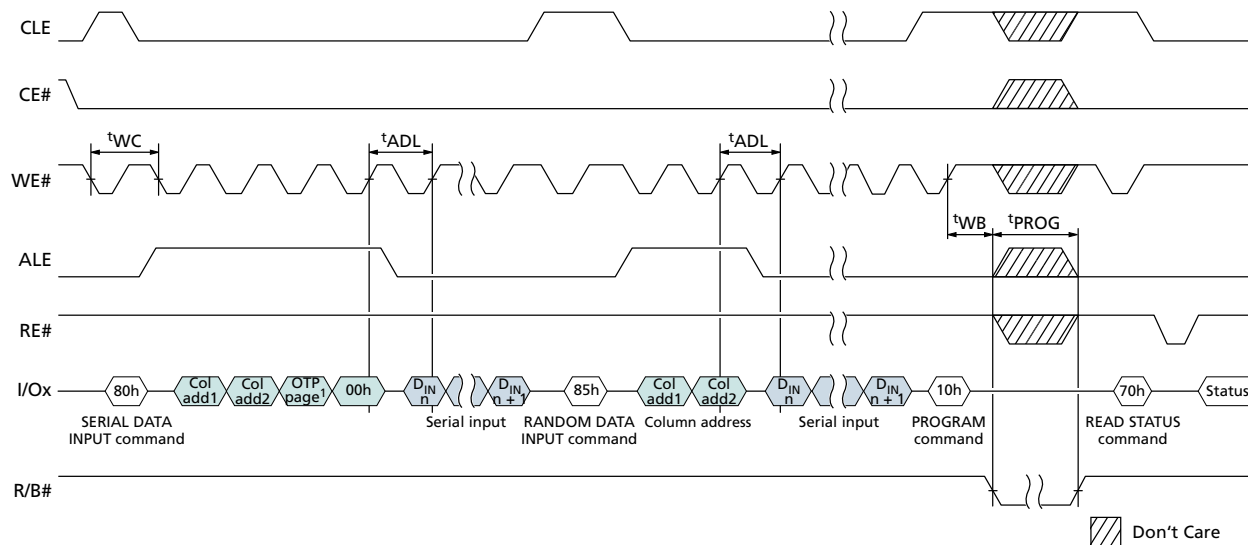 CLE
CE#
tWC
tADL
tADL
WE#
tWB
tPROG
ALE
RE#
I/Ox
80h
Col add1
Col add2
OTP page1
00h
DIN n
DIN n + 1
85h
Col add1
Col add2
DIN n
DIN n + 1
10h
70h
Status
SERIAL DATA
INPUT command
Serial input
RANDOM DATA
INPUT command
Column address
Serial input
PROGRAM
command
READ STATUS
command
R/B#
Don't Care